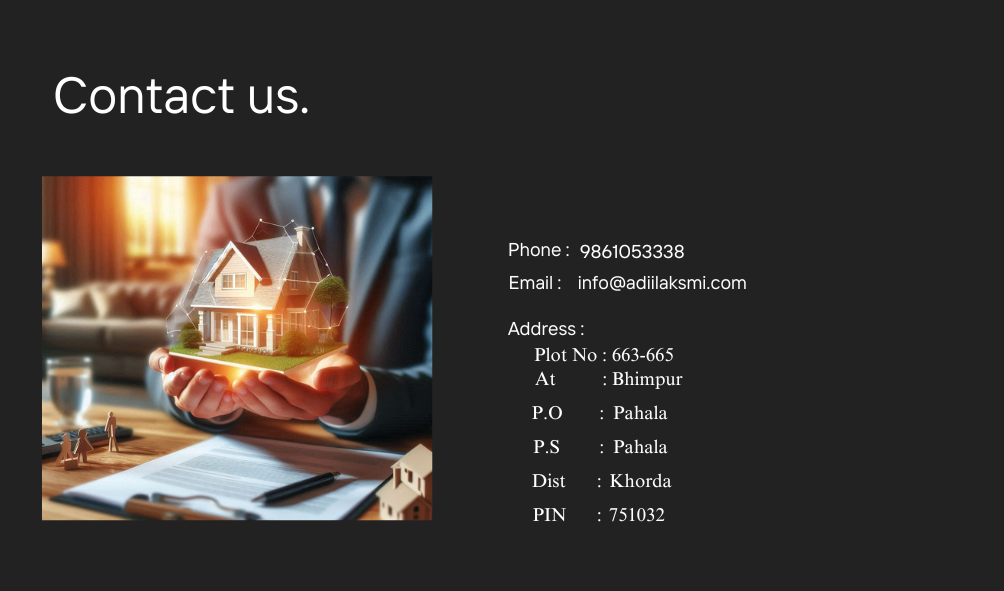 Contact us.
Phone : 9861053338
Email : info@adiilaksmi.com
Address :
Plot No : 663-665
At : Bhimpur
P.O : Pahala
P.S : Pahala
Dist : Khorda
PIN : 751032